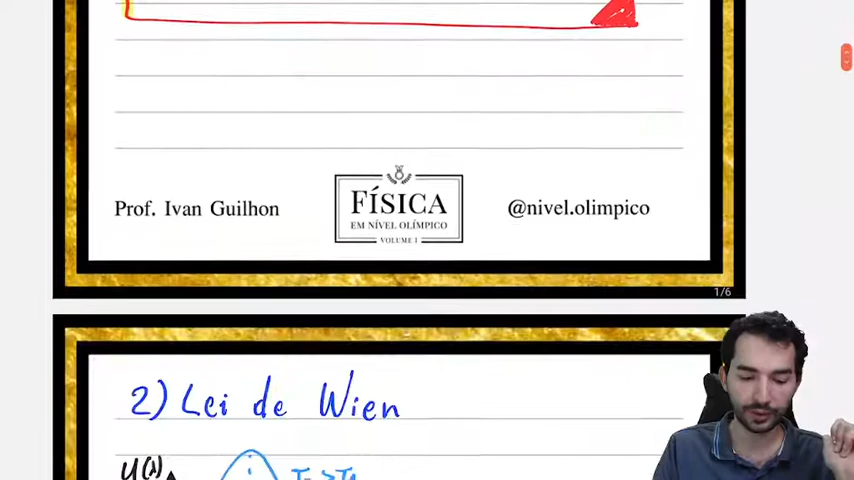 Prof. Ivan Guilhon
FÍSICA
EM NÍVEL OLÍMPICO
VOLUME I
@nivel.olimpico
1/6
2) Lei de Wien
u(λ)